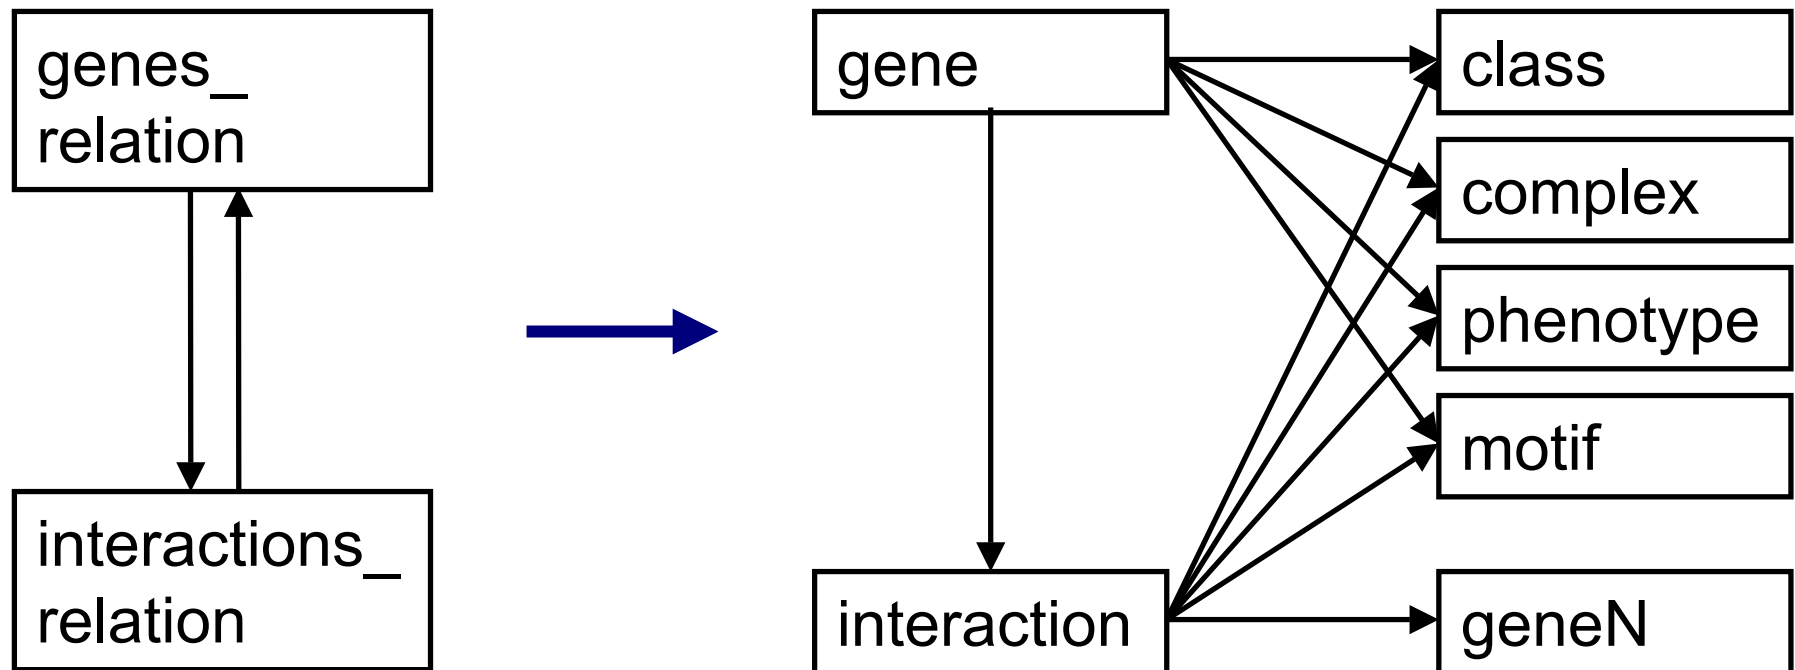 genes_
relation
interactions_
relation
gene
interaction
class
complex
phenotype
motif
geneN